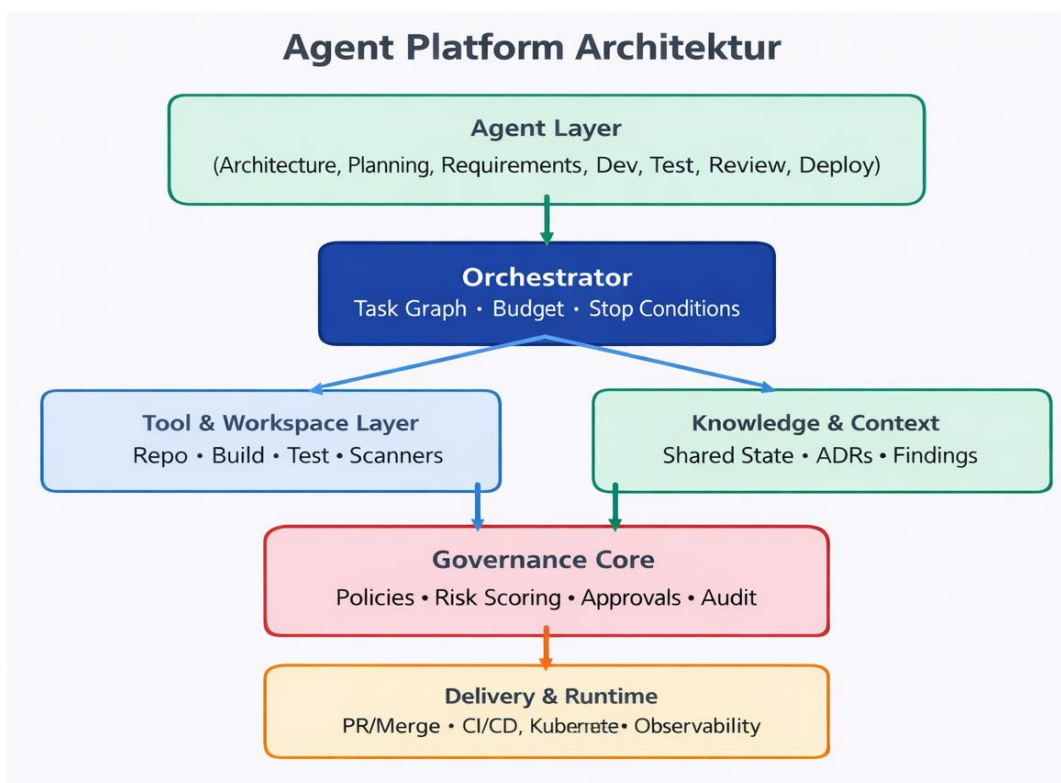 Agent Platform Architektur
Agent Layer
(Architecture, Planning, Requirements, Dev, Test, Review, Deploy)
Orchestrator
Task Graph · Budget · Stop Conditions
Tool & Workspace Layer
Repo • Build • Test • Scanners
Knowledge & Context
Shared State • ADRs • Findings
Governance Core
Policies • Risk Scoring • Approvals • Audit
Delivery & Runtime
PR/Merge • CI/CD, • Observability